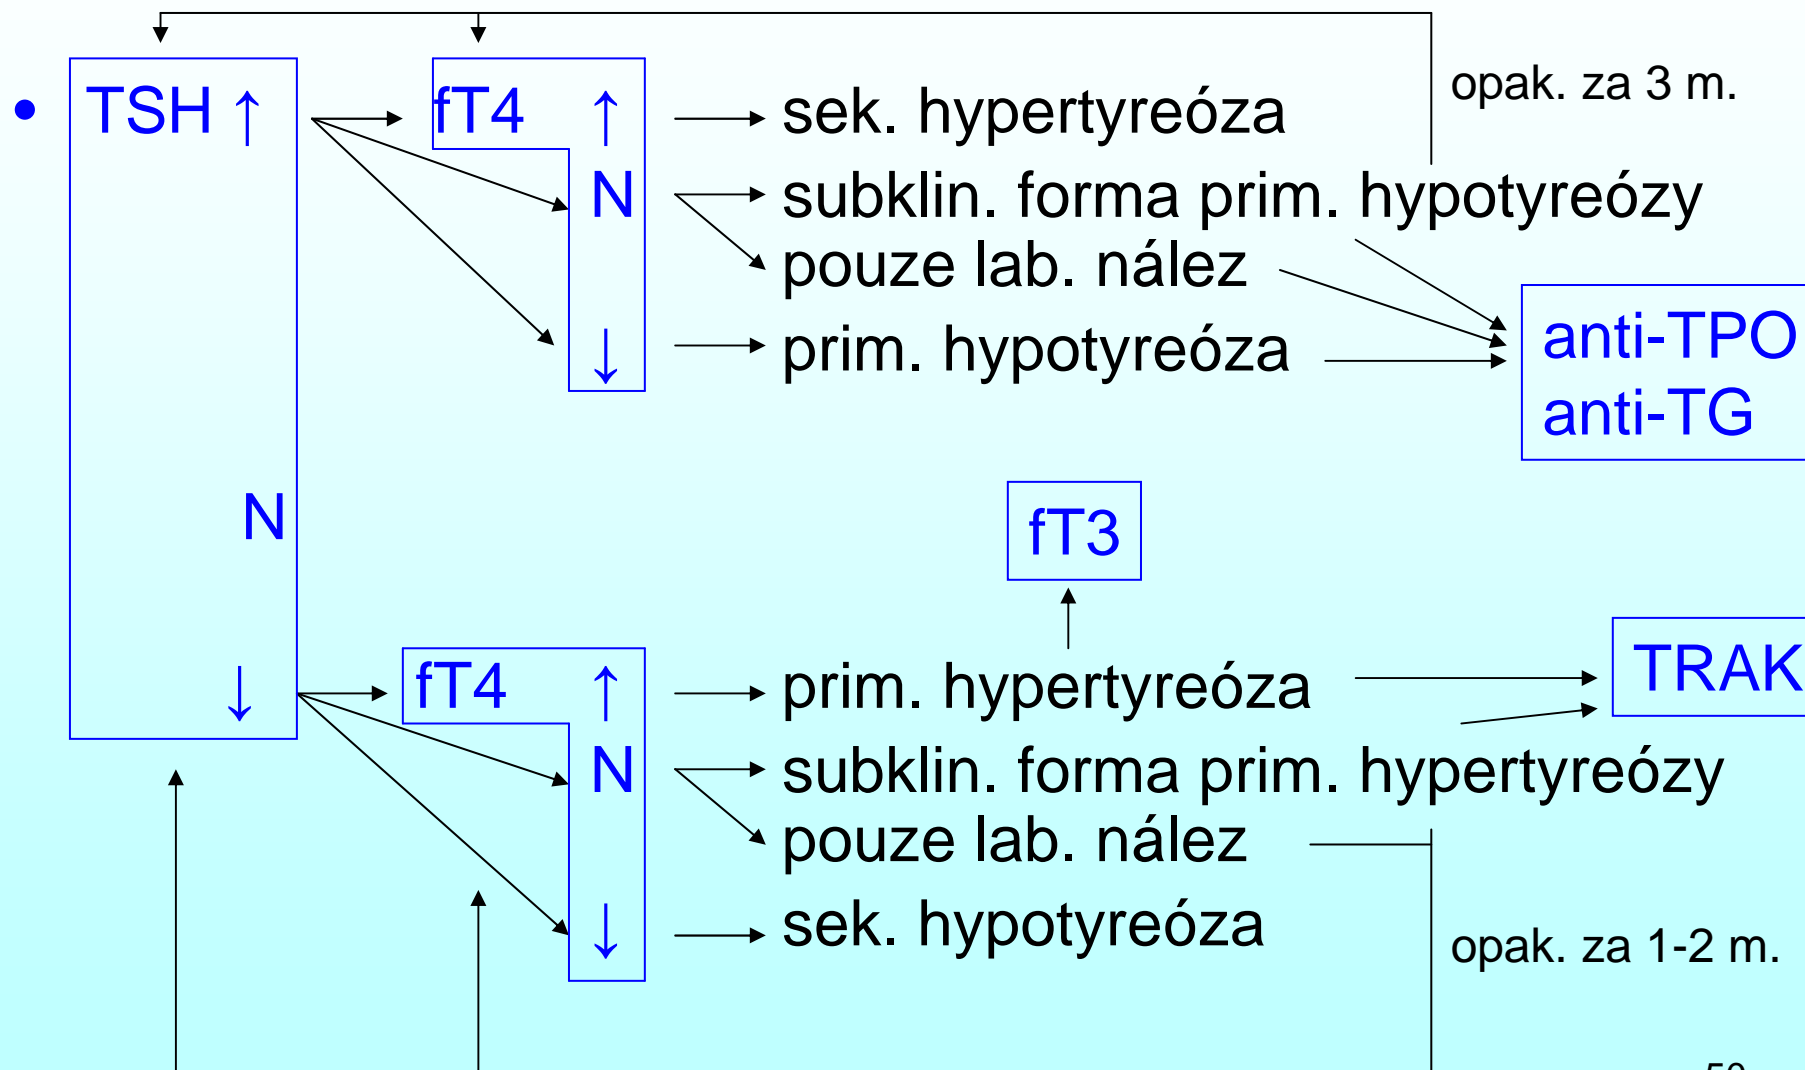 opak. za 3 m.
• TSH ↑ fT4 ↑ sek. hypertyreóza
N subklin. forma prim. hypotyreózy
pouze lab. nález
↓ prim. hypotyreóza
anti-TPO
anti-TG
N
fT3
↓ fT4 ↑ prim. hypertyreóza
TRAK
N subklin. forma prim. hypertyreózy
pouze lab. nález
↓ sek. hypotyreóza
opak. za 1-2 m.